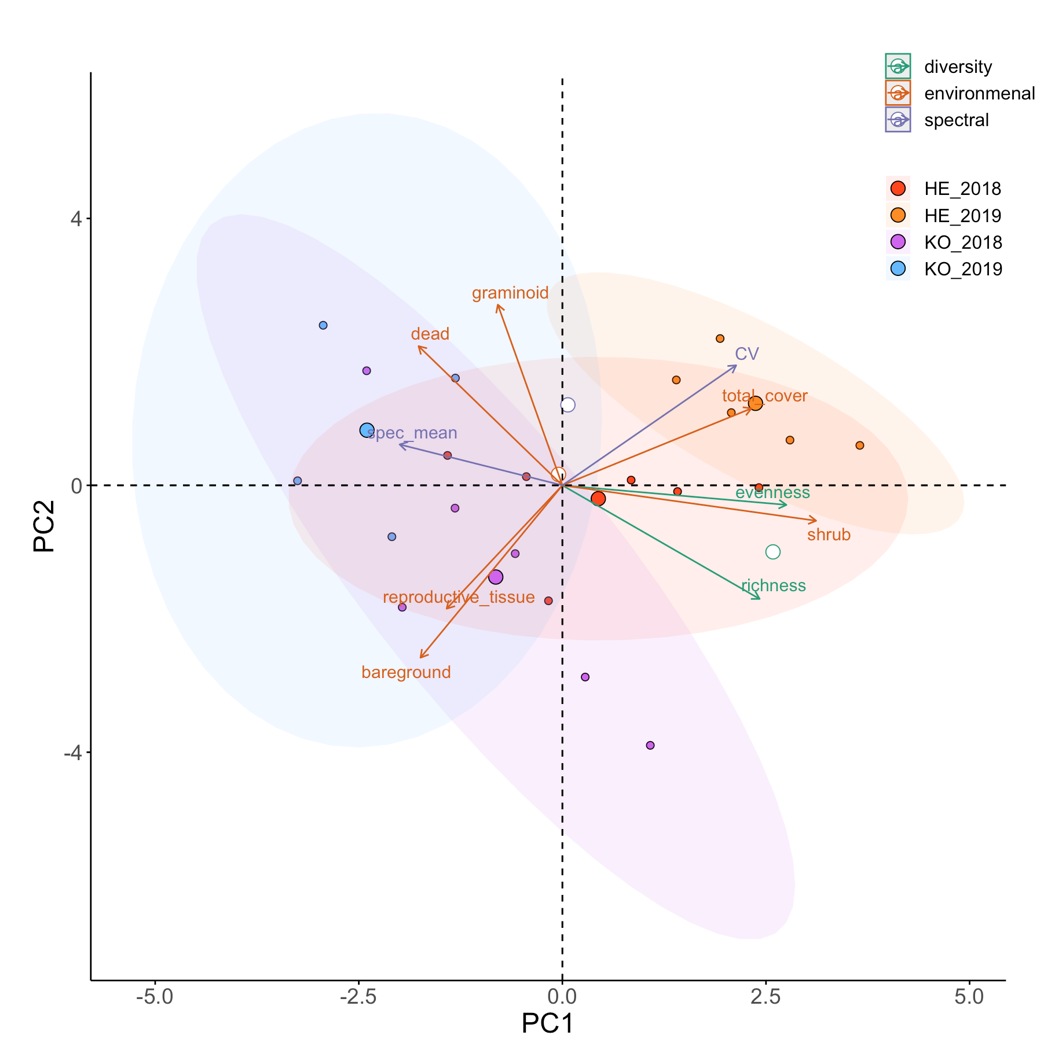 diversity
environmenal
spectral
HE_2018
HE_2019
KO_2018
KO_2019
graminoid
dead
CV
total_cover
spec_mean
evenness
shrub
richness
reproductive_tissue
bareground
4
0
-4
PC2
-5.0
-2.5
0.0
2.5
5.0
PC1